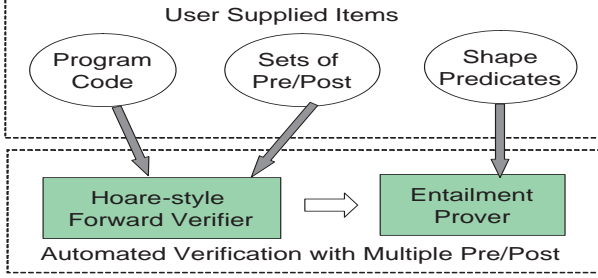 User Supplied Items
Program
Code
Sets of
Pre/Post
Shape
Predicates
Hoare-style
Forward Verifier
Entailment
Prover
Automated Verification with Multiple Pre/Post